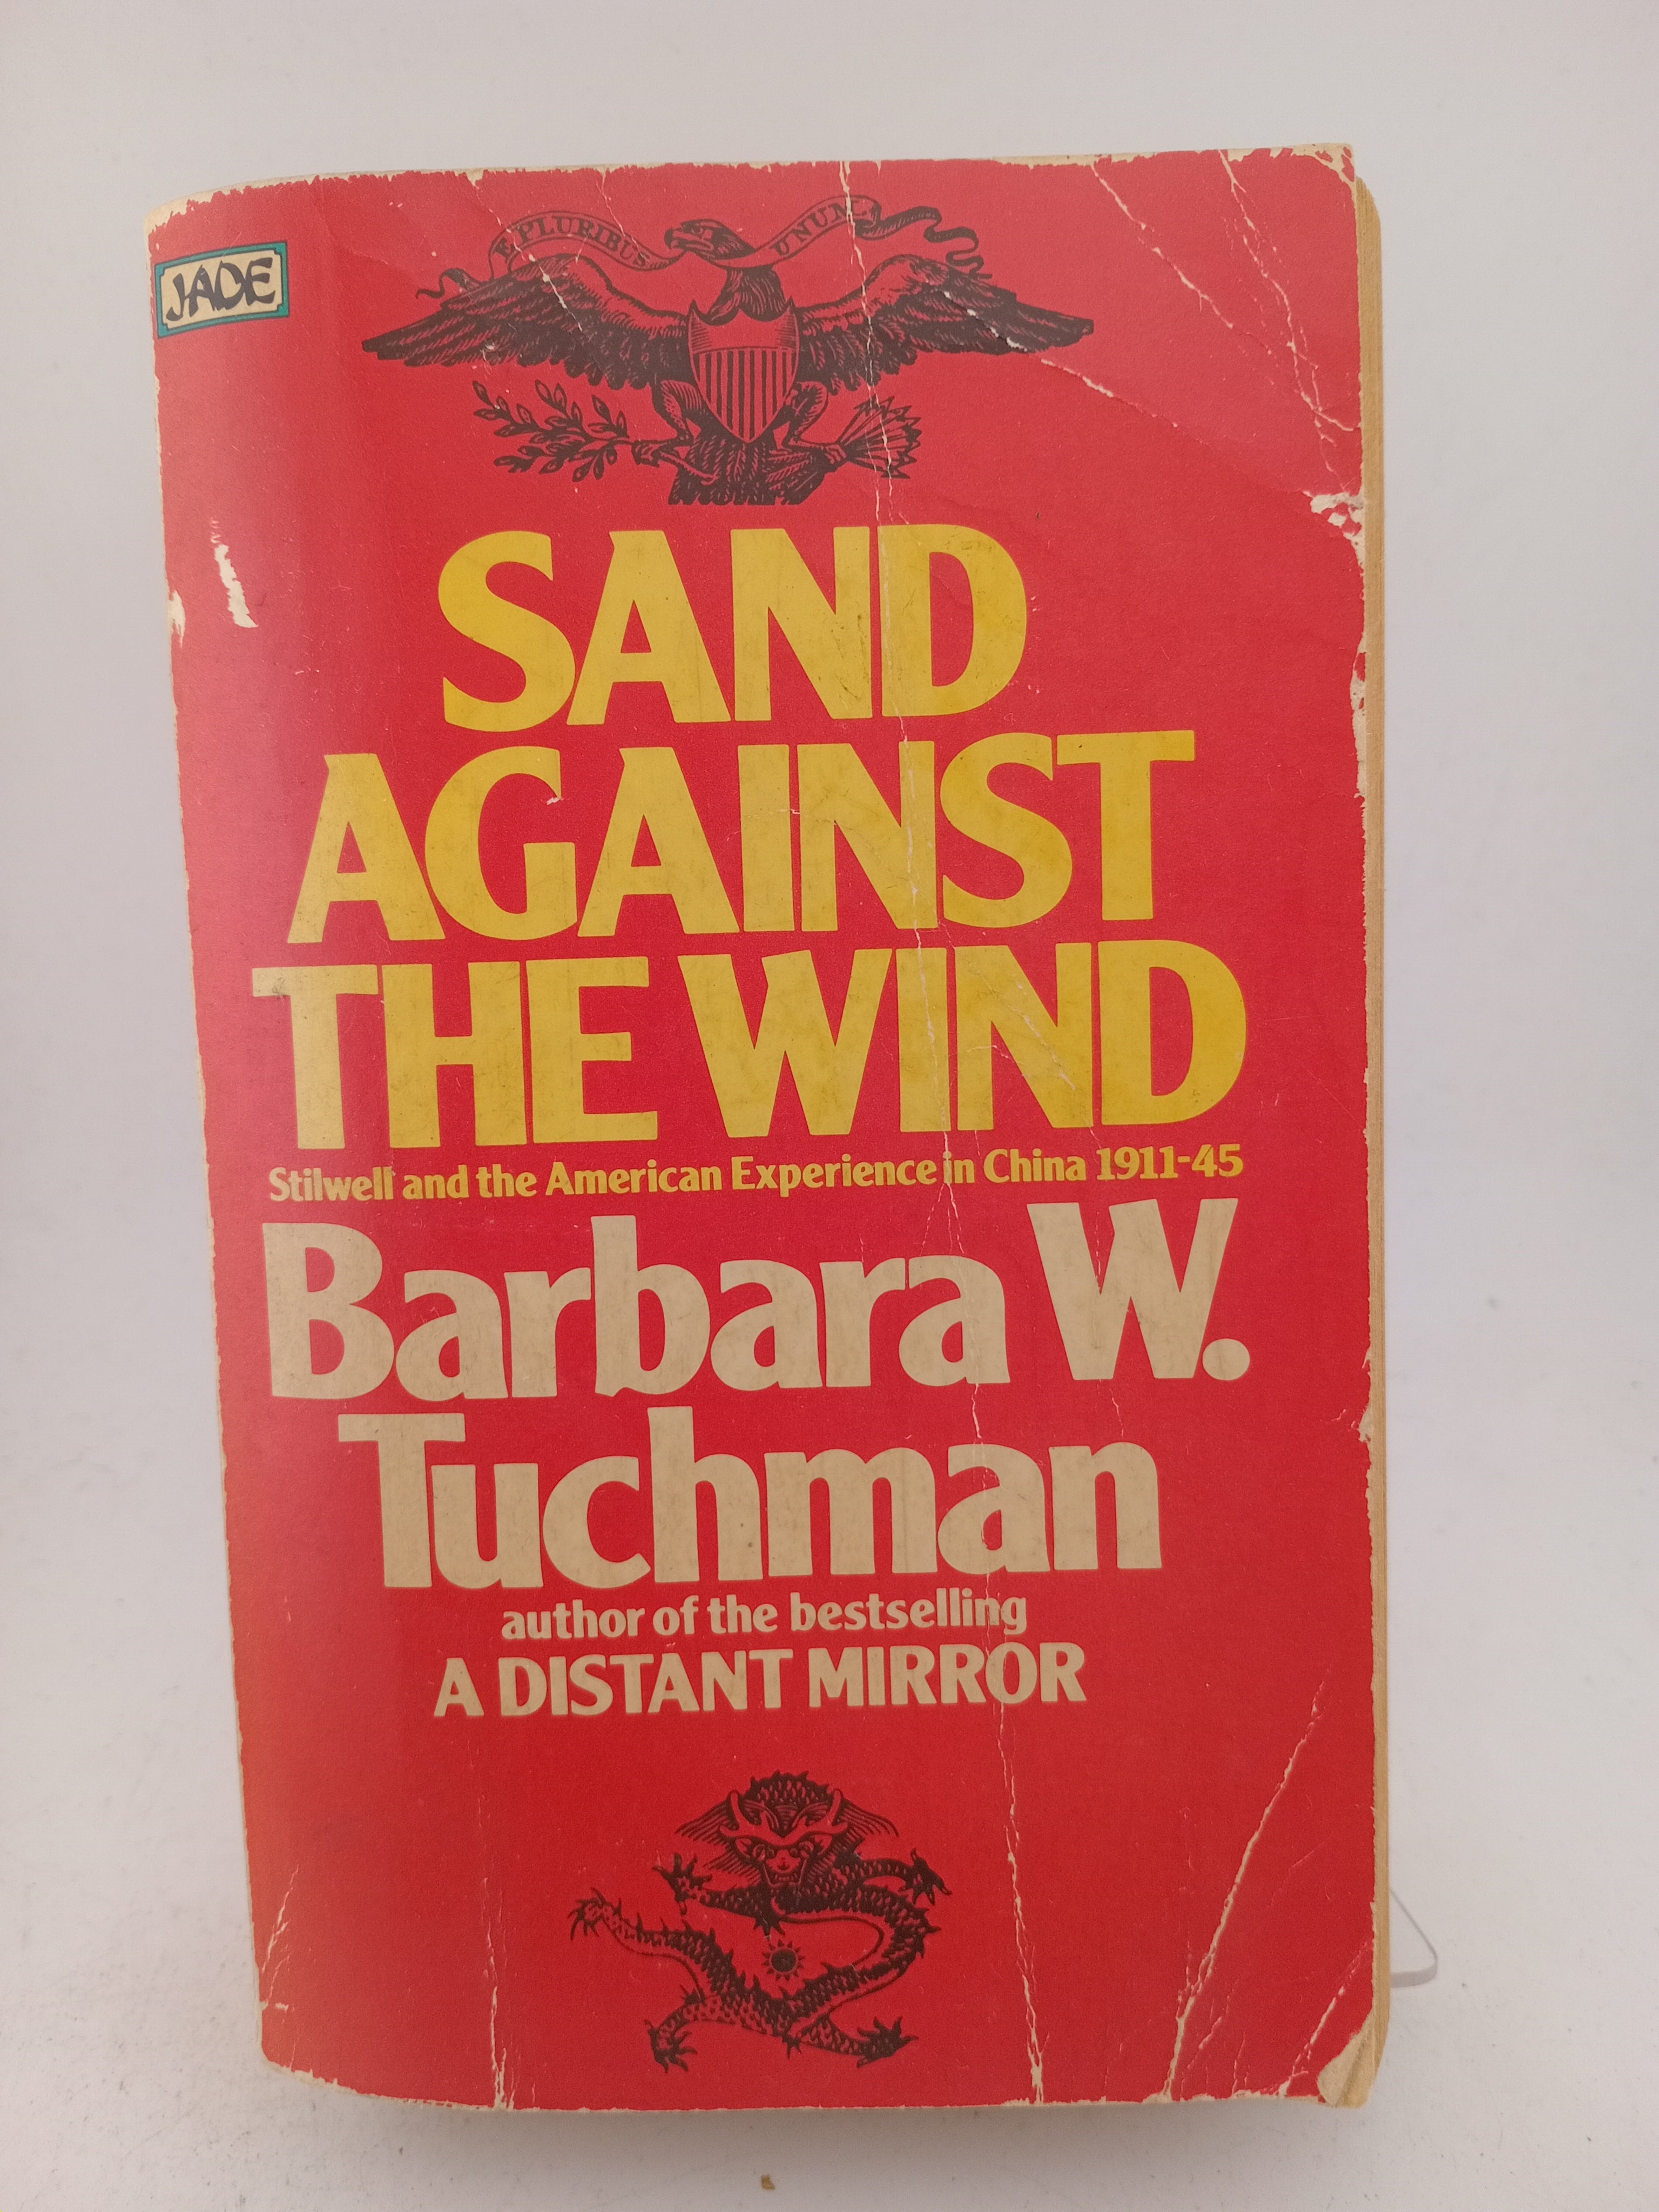 E PLURIBUS UNUM
JADE
SAND
AGAINST
THE WIND
Stilwell and the American Experience in China 1911-45
Barbara W.
Tuchman
author of the bestselling
A DISTANT MIRROR